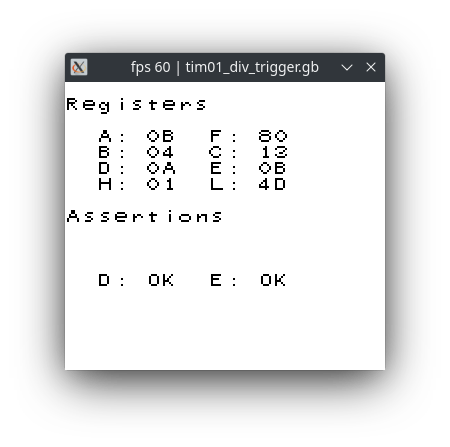 fps 60 | tim01_div_trigger.gb
Registers
A: 0B F: 80
B: 04 C: 13
D: 0A E: 0B
H: 01 L: 4D
Assertions
D: OK E: OK